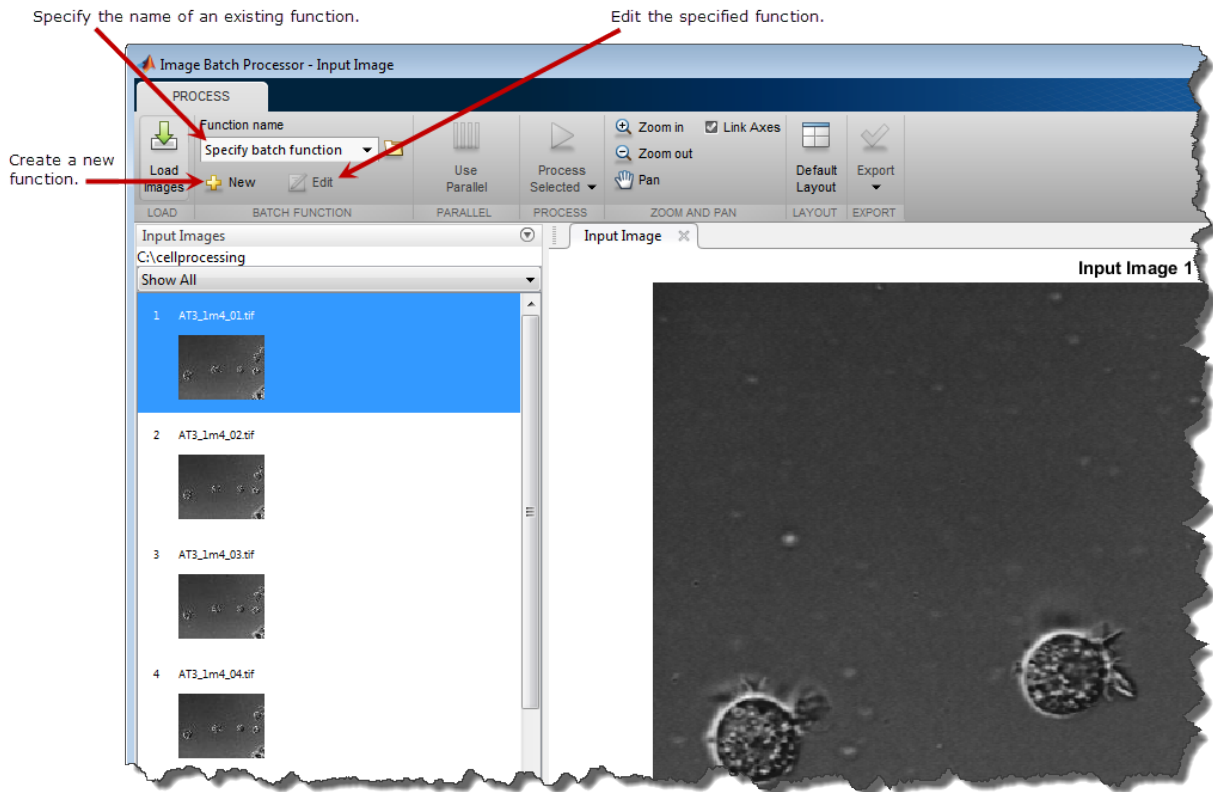 Specify the name of an existing function.
Edit the specified function.
Image Batch Processor - Input Image
PROCESS
Create a new
function.
Load
Images
Function name
Specify batch function
New
Edit
Use
Parallel
Process
Selected
Zoom in
Link Axes
Zoom out
Pan
Default
Layout
Export
LOAD
BATCH FUNCTION
PARALLEL
PROCESS
ZOOM AND PAN
LAYOUT
EXPORT
Input Images
C:\cellprocessing
Show All
1 AT3_1m4_01.tif
2 AT3_1m4_02.tif
3 AT3_1m4_03.tif
4 AT3_1m4_04.tif
Input Image
Input Image 1